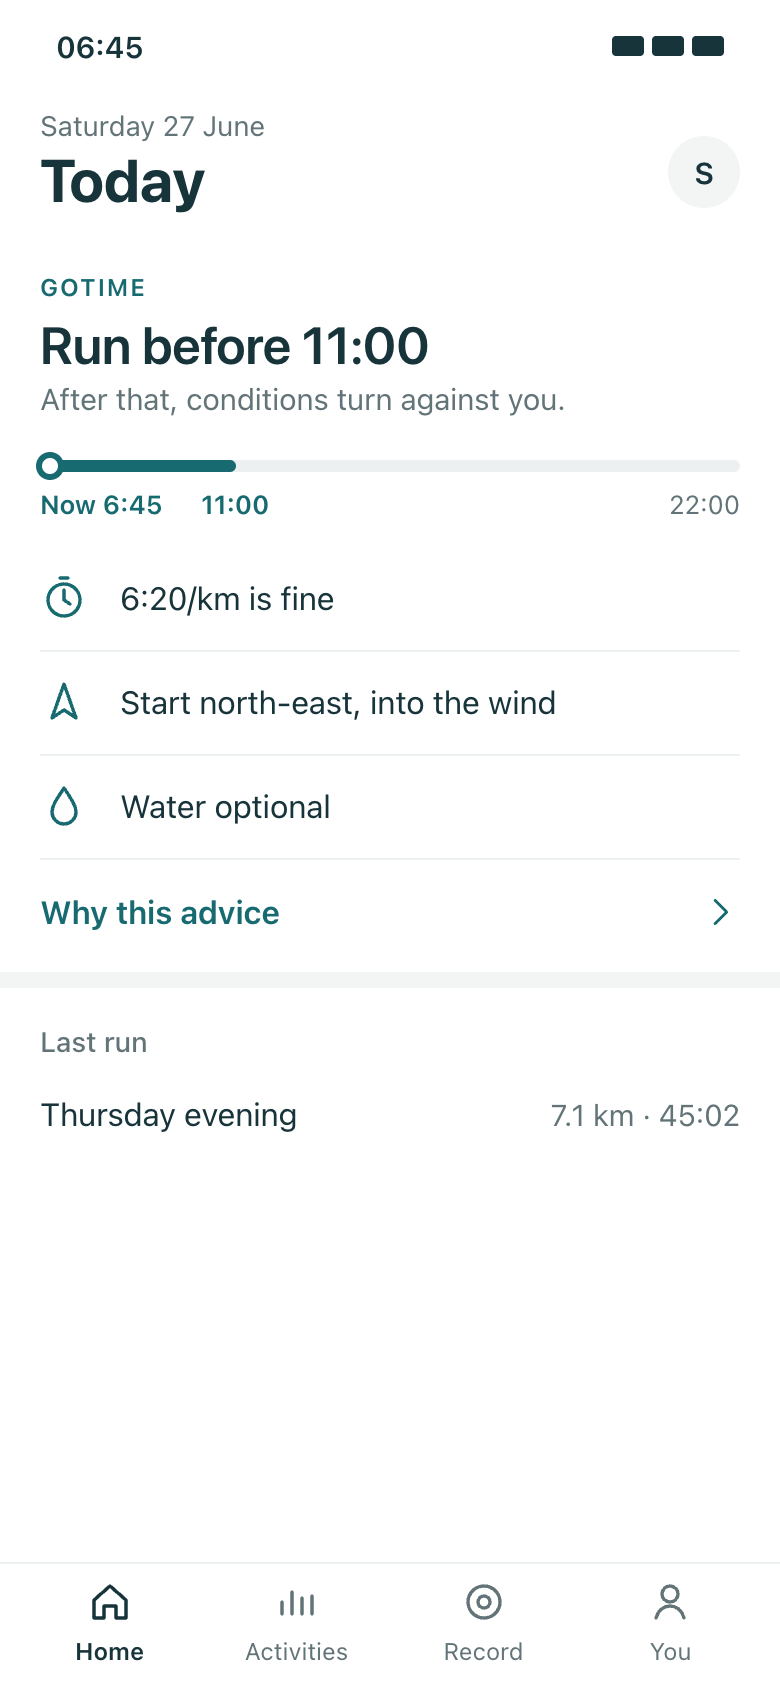 06:45
Saturday 27 June
Today
S
GOTIME
Run before 11:00
After that, conditions turn against you.
Now 6:45 11:00 22:00
6:20/km is fine
Start north-east, into the wind
Water optional
Why this advice
Last run
Thursday evening 7.1 km · 45:02
Home Activities Record You